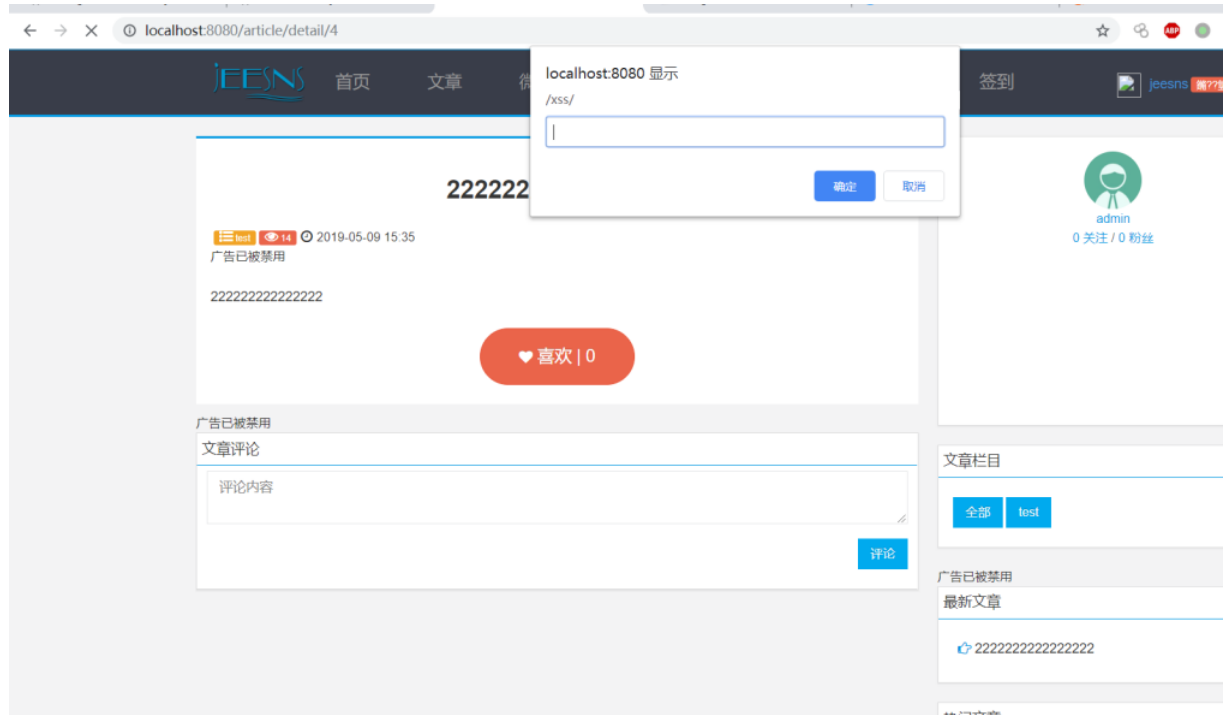 localhost:8080/article/detail/4
ABP
JEESNS 首页 文章 签到 jeesns
localhost:8080 显示
/xss/
确定 取消
222222
test 14 2019-05-09 15:35
广告已被禁用
222222222222222
喜欢 | 0
广告已被禁用
文章评论
评论内容
评论
admin
0 关注 / 0 粉丝
文章栏目
全部 test
广告已被禁用
最新文章
2222222222222222